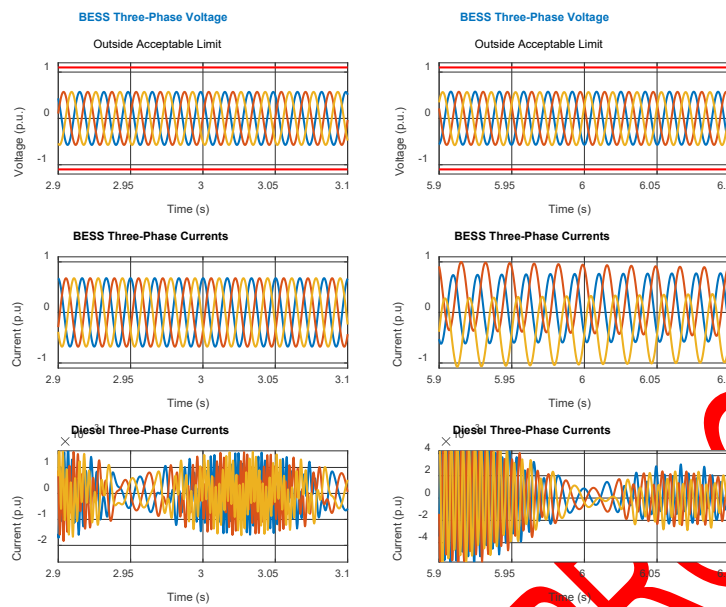 BESS Three-Phase Voltage
Outside Acceptable Limit
1
0
-1
Voltage (p.u.)
2.9 2.95 3 3.05 3.1
Time (s)
BESS Three-Phase Voltage
Outside Acceptable Limit
1
0
-1
Voltage (p.u.)
5.9 5.95 6 6.05 6.
Time (s)
BESS Three-Phase Currents
1
0
-1
Current (p.u)
2.9 2.95 3 3.05 3.1
Time (s)
BESS Three-Phase Currents
1
0
-1
Current (p.u)
5.9 5.95 6 6.05 6.
Time (s)
Diesel Three-Phase Currents
1
0
-1
-2
Current (p.u)
2.9 2.95 3 3.05 3.1
Time (s)
Diesel Three-Phase Currents
4
2
0
-2
-4
Current (p.u)
5.9 5.95 6 6.05 6.
Time (s)